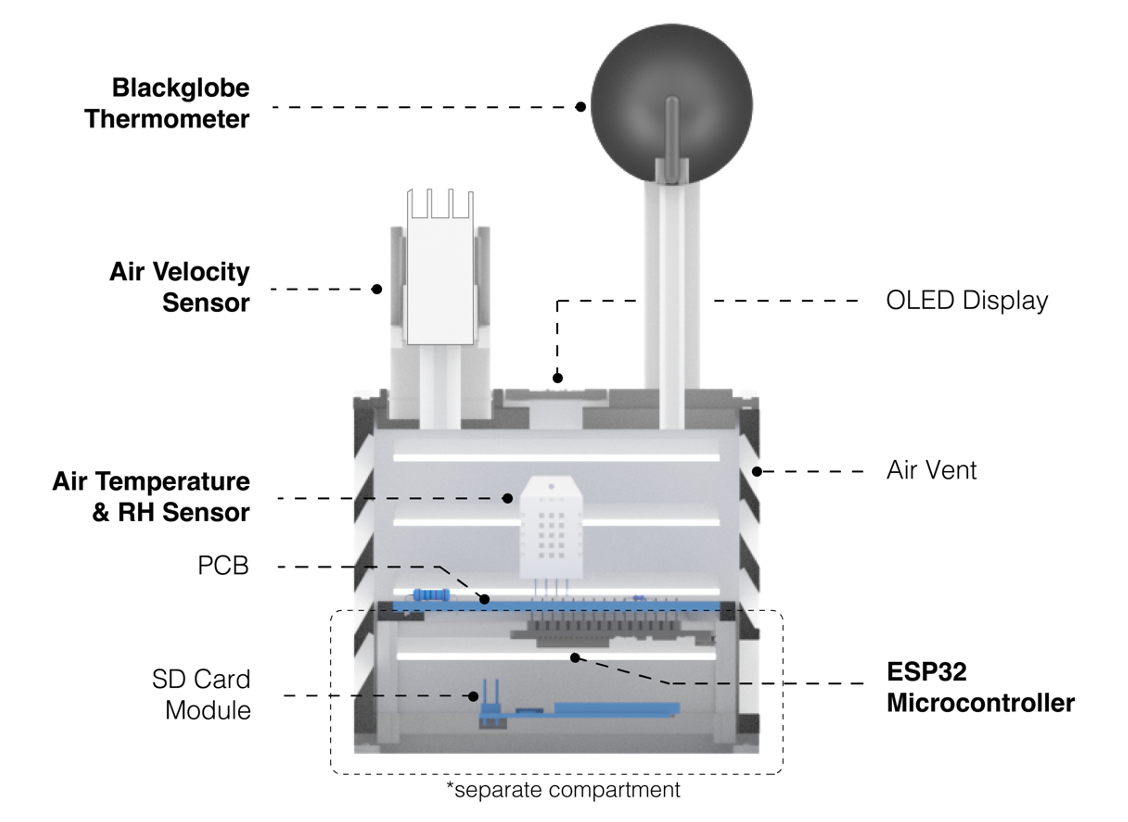 Blackglobe
Thermometer
Air Velocity
Sensor
OLED Display
Air Vent
Air Temperature
& RH Sensor
PCB
SD Card
Module
ESP32
Microcontroller
*separate compartment